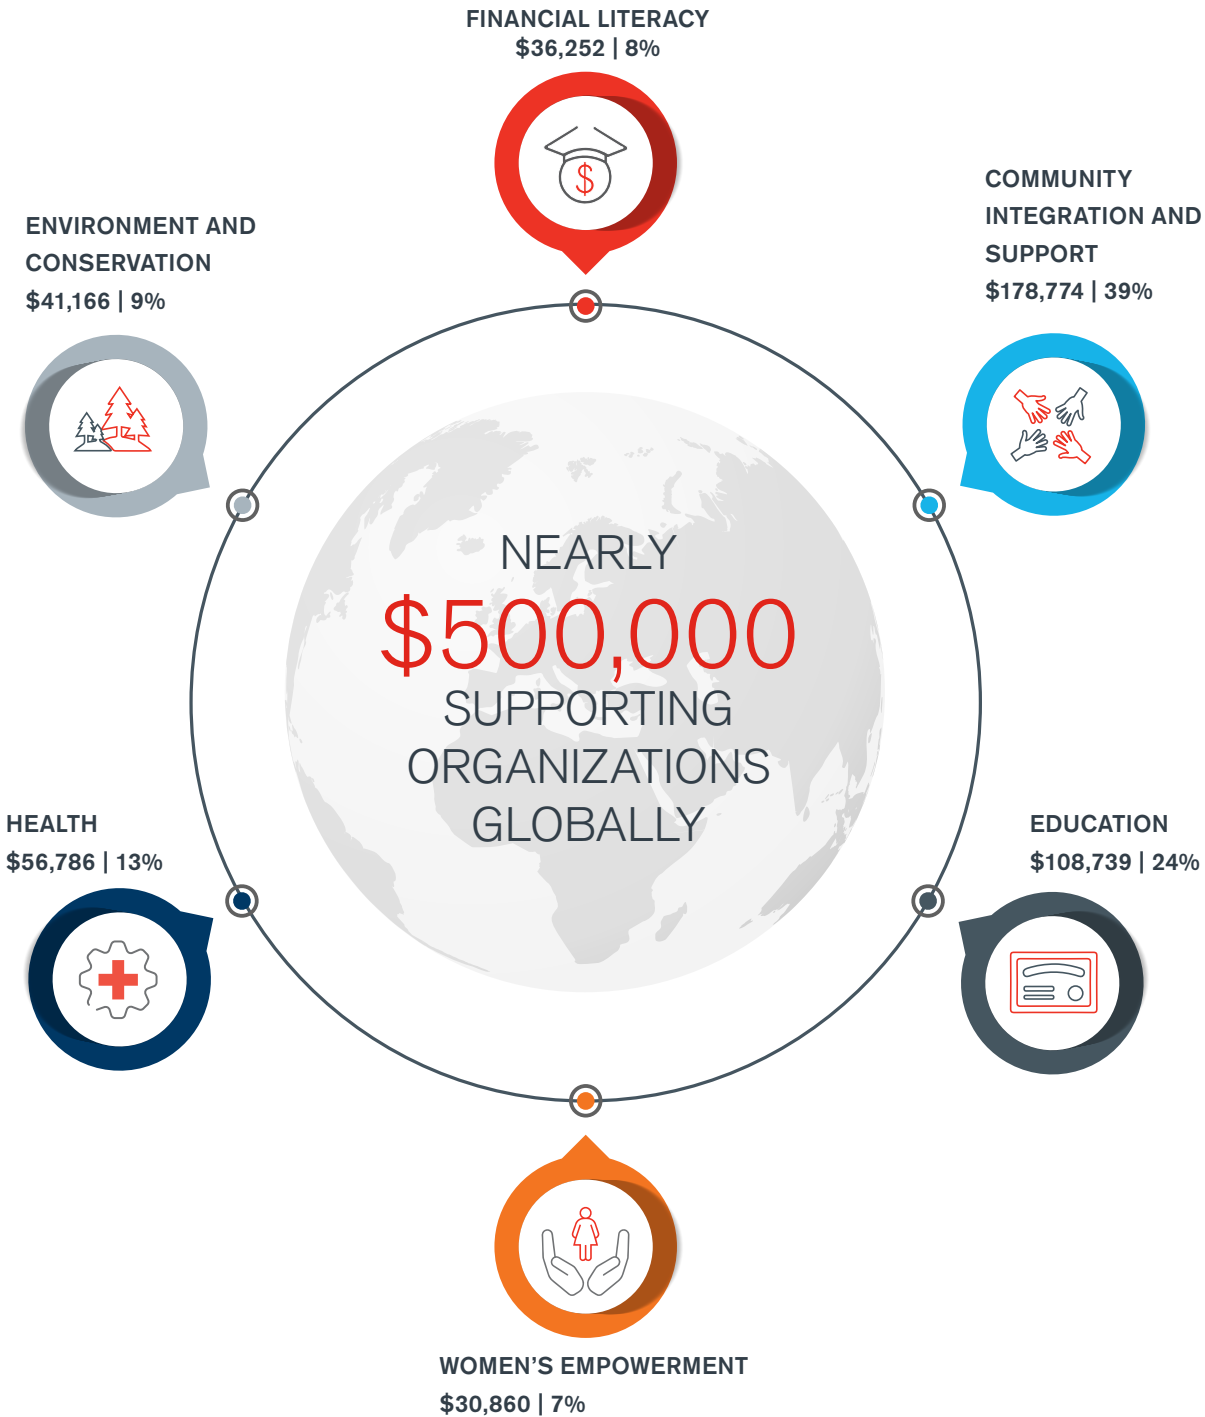 FINANCIAL LITERACY
$36,252 | 8%
COMMUNITY
INTEGRATION AND
SUPPORT
$178,774 | 39%
ENVIRONMENT AND
CONSERVATION
$41,166 | 9%
$
NEARLY
$500,000
SUPPORTING
ORGANIZATIONS
GLOBALLY
HEALTH
$56,786 | 13%
EDUCATION
$108,739 | 24%
WOMEN'S EMPOWERMENT
$30,860 | 7%